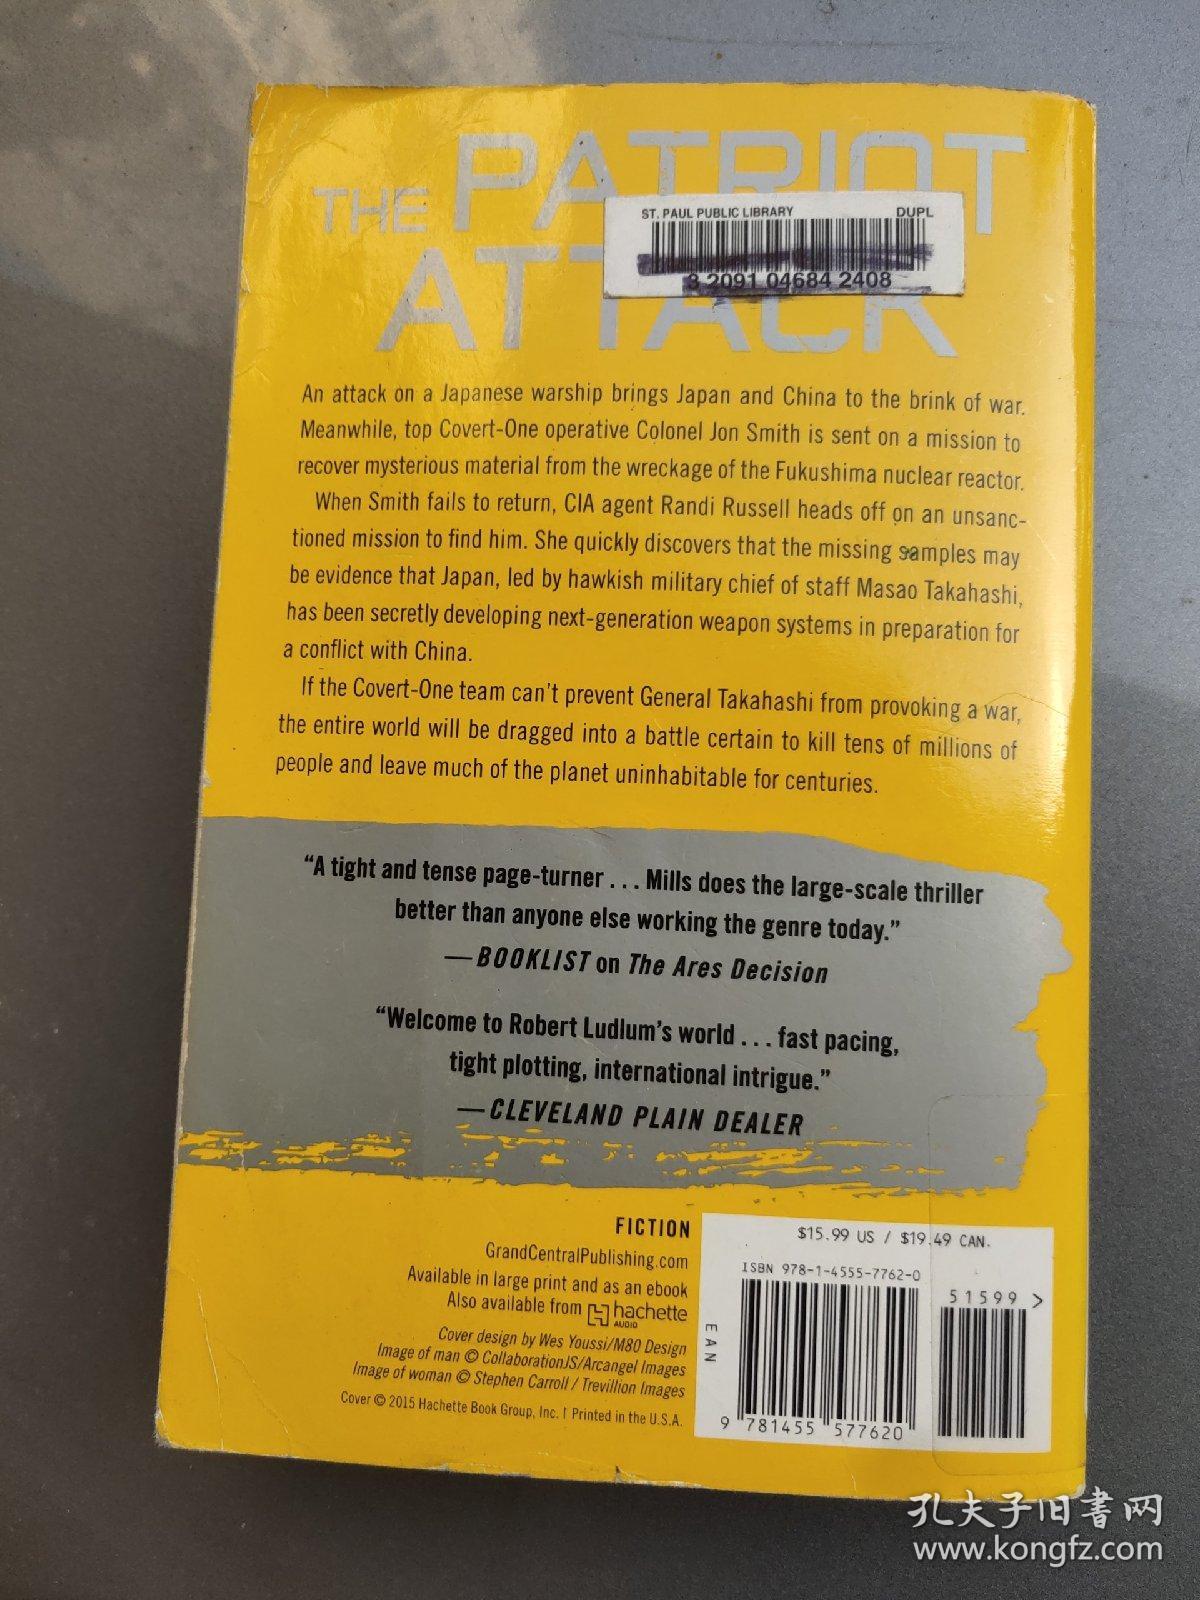 THE PATRIOT
ATTACK
ST. PAUL PUBLIC LIBRARY DUPL
3 2091 04684 2408
An attack on a Japanese warship brings Japan and China to the brink of war.
Meanwhile, top Covert-One operative Colonel Jon Smith is sent on a mission to
recover mysterious material from the wreckage of the Fukushima nuclear reactor.
When Smith fails to return, CIA agent Randi Russell heads off on an unsanc-
tioned mission to find him. She quickly discovers that the missing samples may
be evidence that Japan, led by hawkish military chief of staff Masao Takahashi,
has been secretly developing next-generation weapon systems in preparation for
a conflict with China.
If the Covert-One team can't prevent General Takahashi from provoking a war,
the entire world will be dragged into a battle certain to kill tens of millions of
people and leave much of the planet uninhabitable for centuries.
“A tight and tense page-turner . . . Mills does the large-scale thriller
better than anyone else working the genre today.”
—BOOKLIST on The Ares Decision
“Welcome to Robert Ludlum's world . . . fast pacing,
tight plotting, international intrigue.”
—CLEVELAND PLAIN DEALER
FICTION
GrandCentralPublishing.com
Available in large print and as an ebook
Also available from hachette
AUDIO
Cover design by Wes Youssi/M80 Design
Image of man © CollaborationJS/Arcangel Images
Image of woman © Stephen Carroll / Trevillion Images
Cover © 2015 Hachette Book Group, Inc. | Printed in the U.S.A.
$15.99 US / $19.49 CAN.
ISBN 978-1-4555-7762-0
51599 >
EAN
9 781455 577620
孔夫子旧书网
www.kongfz.com